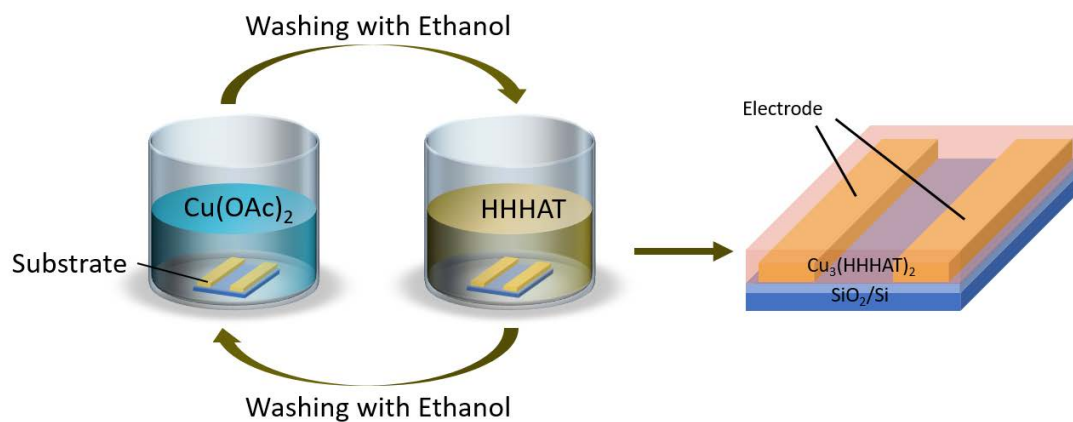 Washing with Ethanol
Electrode
Cu(OAc)₂
HHHAT
Substrate
Cu₃(HHHAT)₂
SiO₂/Si
Washing with Ethanol